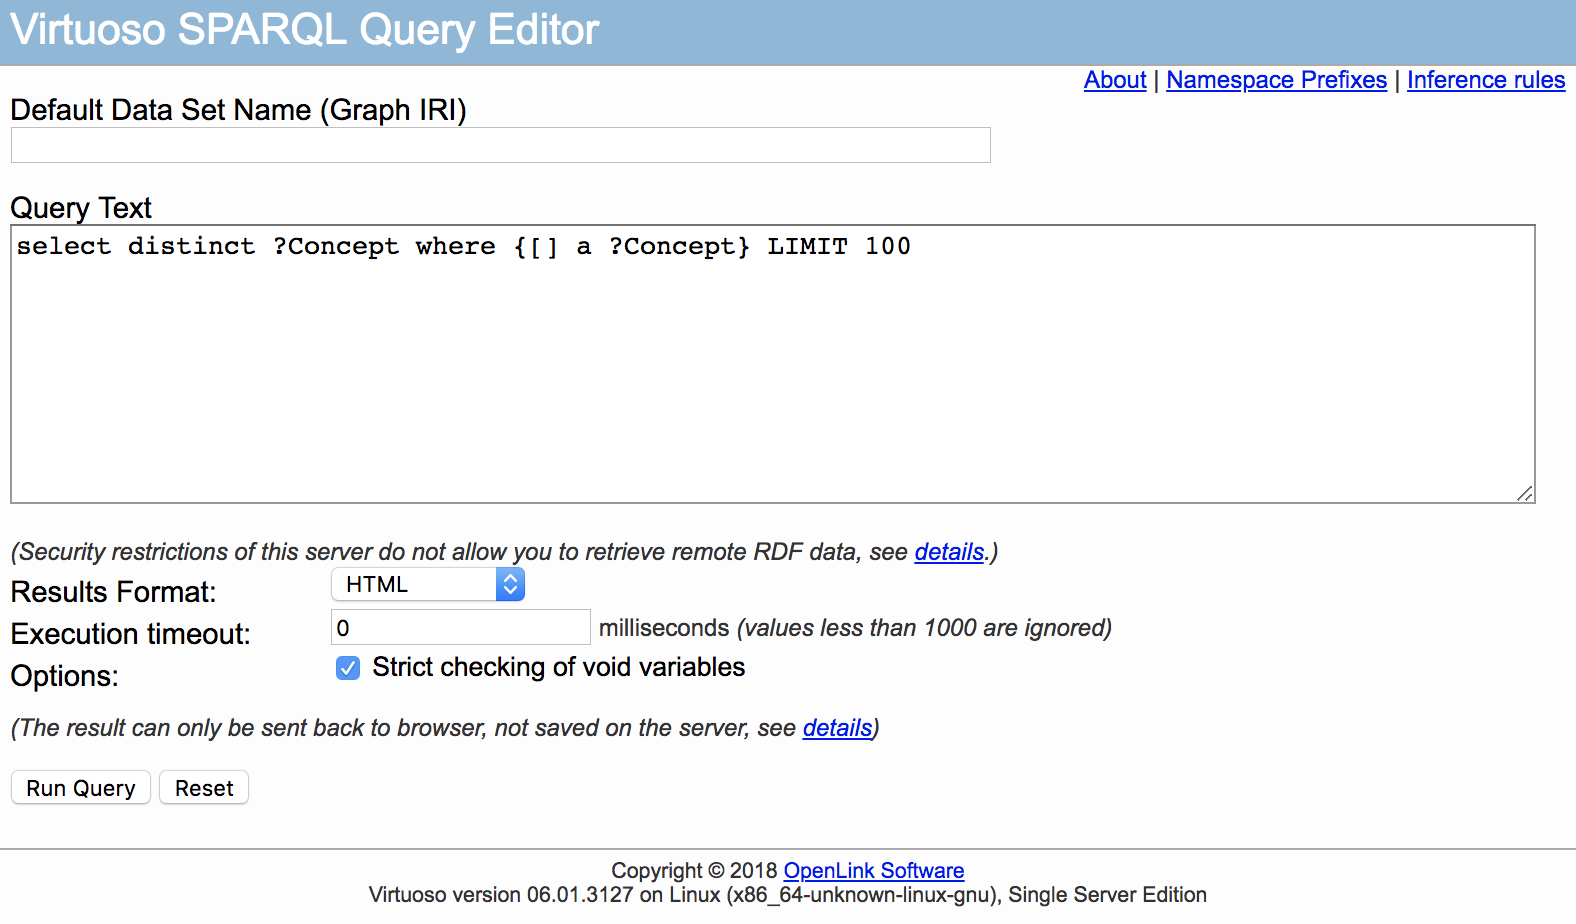 Virtuoso SPARQL Query Editor
About | Namespace Prefixes | Inference rules
Default Data Set Name (Graph IRI)
Query Text
select distinct ?Concept where {[] a ?Concept} LIMIT 100
(Security restrictions of this server do not allow you to retrieve remote RDF data, see details.)
Results Format: HTML
Execution timeout: 0 milliseconds (values less than 1000 are ignored)
Options: Strict checking of void variables
(The result can only be sent back to browser, not saved on the server, see details)
Run Query Reset
Copyright © 2018 OpenLink Software
Virtuoso version 06.01.3127 on Linux (x86_64-unknown-linux-gnu), Single Server Edition